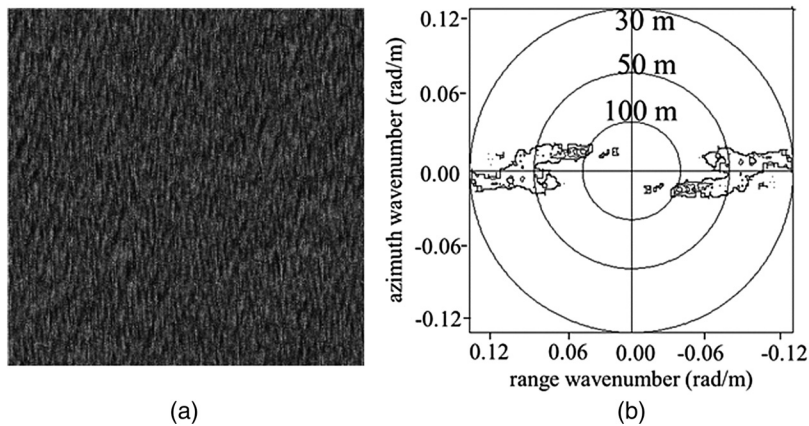 0.12
30 m
50 m
0.06
100 m
0.00
-0.06
-0.12
azimuth wavenumber (rad/m)
0.12 0.06 0.00 -0.06 -0.12
range wavenumber (rad/m)
(a) (b)